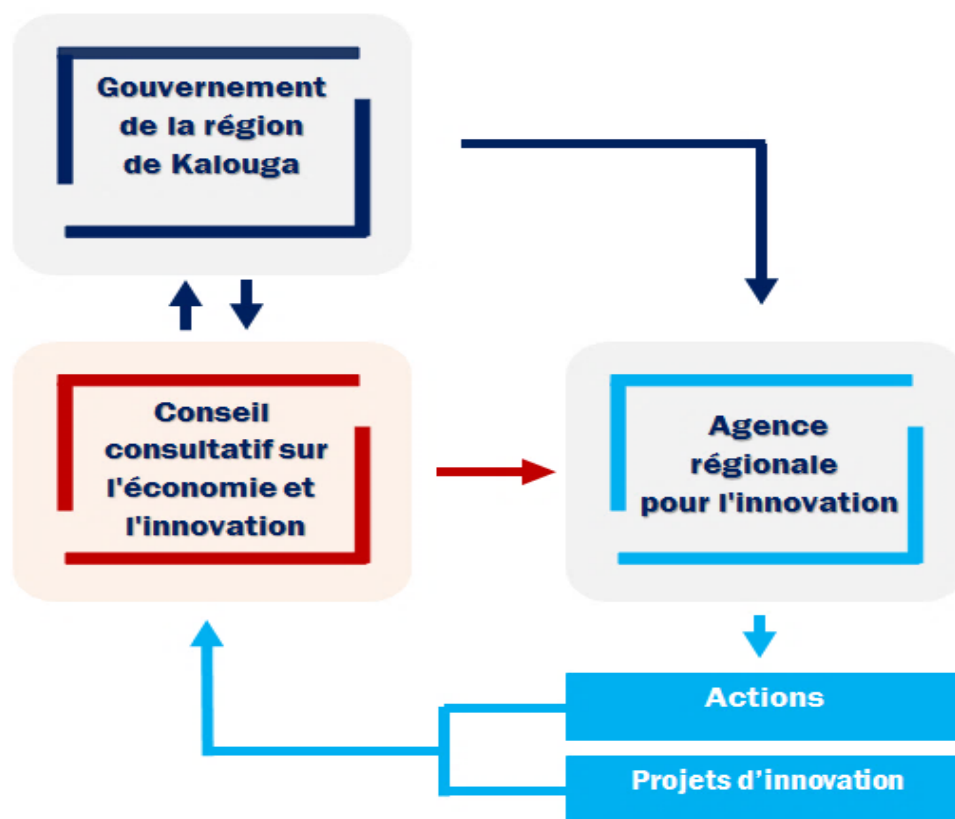 Gouvernement
de la région
de Kalouga
Conseil
consultatif sur
l'économie et
l'innovation
Agence
régionale
pour l'innovation
Actions
Projets d’innovation